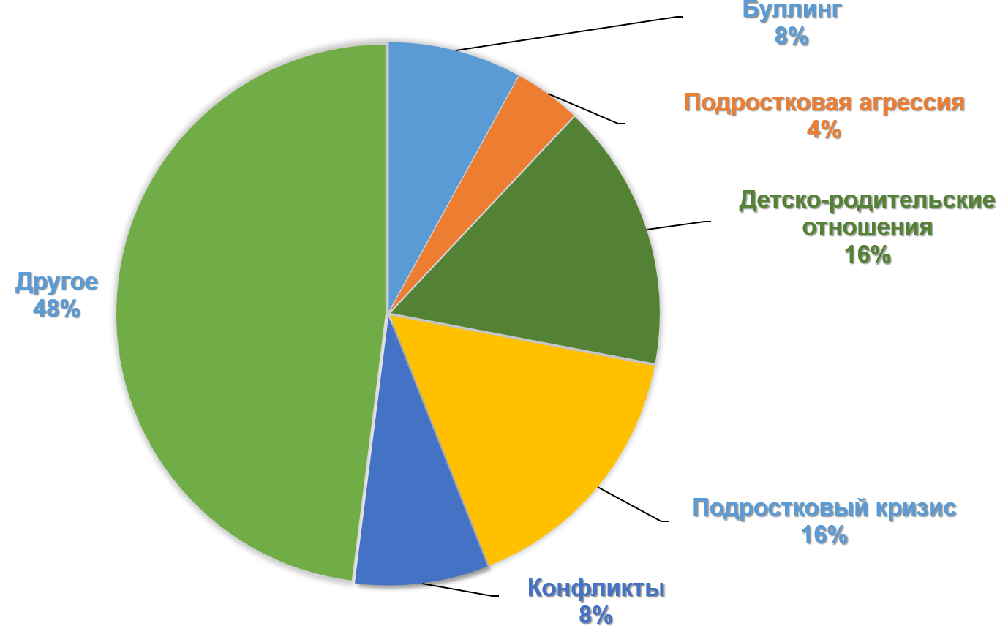 Буллинг
8%
Подростковая агрессия
4%
Детско-родительские
отношения
16%
Другое
48%
Подростковый кризис
16%
Конфликты
8%